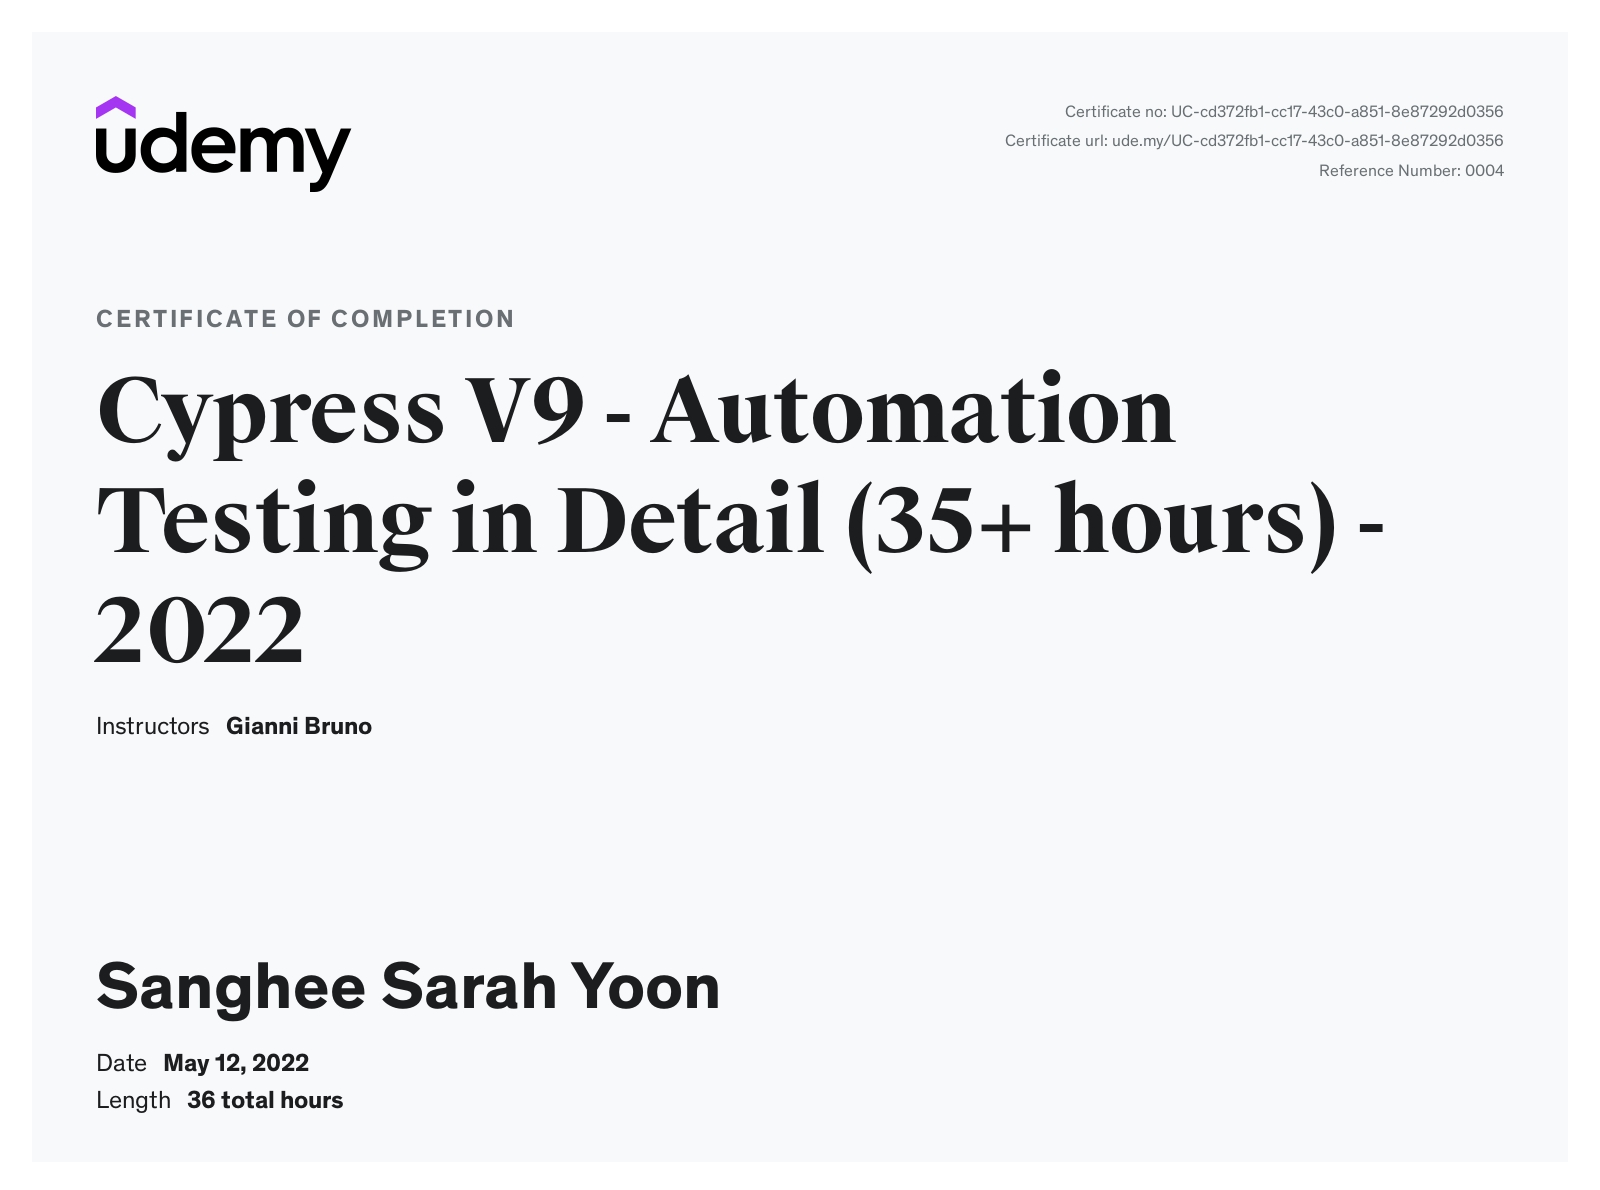 udemy
Certificate no: UC-cd372fb1-cc17-43c0-a851-8e87292d0356
Certificate url: ude.my/UC-cd372fb1-cc17-43c0-a851-8e87292d0356
Reference Number: 0004
CERTIFICATE OF COMPLETION
Cypress V9 - Automation
Testing in Detail (35+ hours) -
2022
Instructors Gianni Bruno
Sanghee Sarah Yoon
Date May 12, 2022
Length 36 total hours